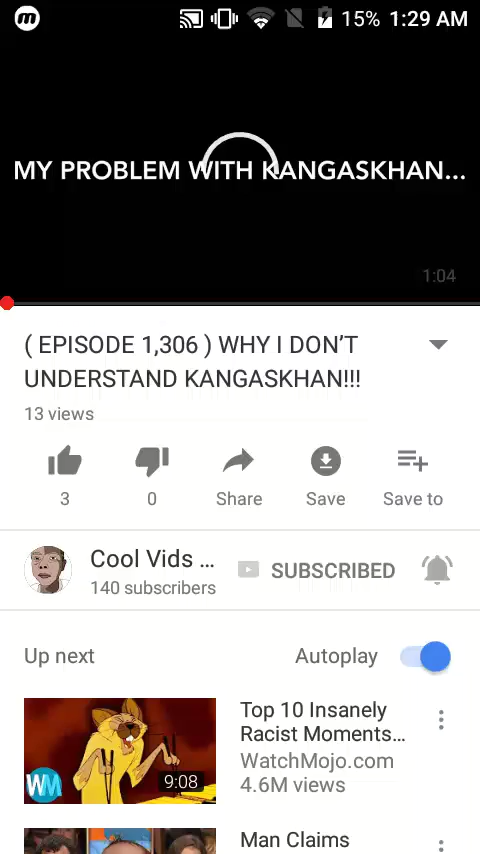 m
15% 1:29 AM
MY PROBLEM WITH KANGASKHAN...
1:04
( EPISODE 1,306 ) WHY I DON’T
UNDERSTAND KANGASKHAN!!!
13 views
3
0
Share
Save
Save to
Cool Vids ...
140 subscribers
SUBSCRIBED
Up next
Autoplay
Top 10 Insanely
Racist Moments...
WatchMojo.com
4.6M views
WM
9:08
Man Claims